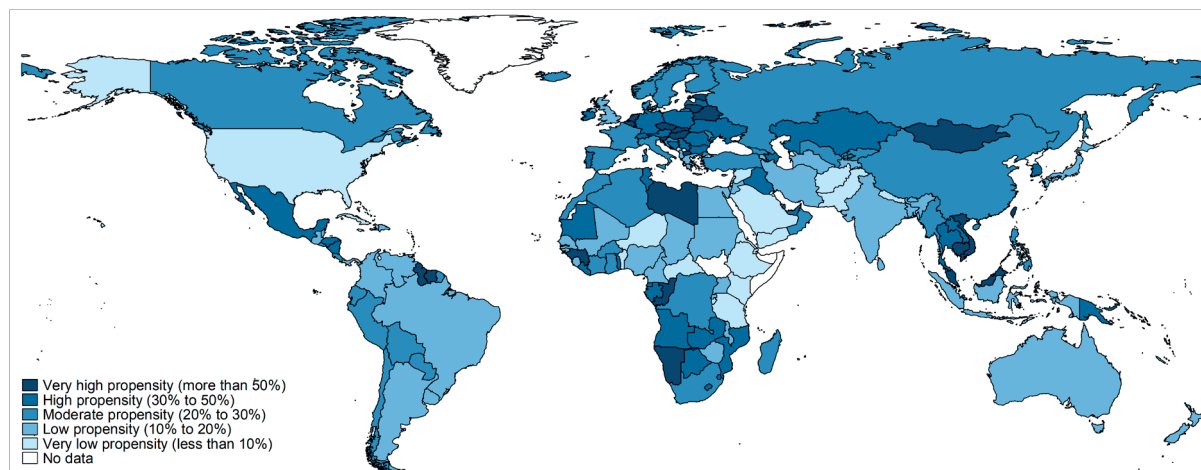 Very high propensity (more than 50%)
High propensity (30% to 50%)
Moderate propensity (20% to 30%)
Low propensity (10% to 20%)
Very low propensity (less than 10%)
No data